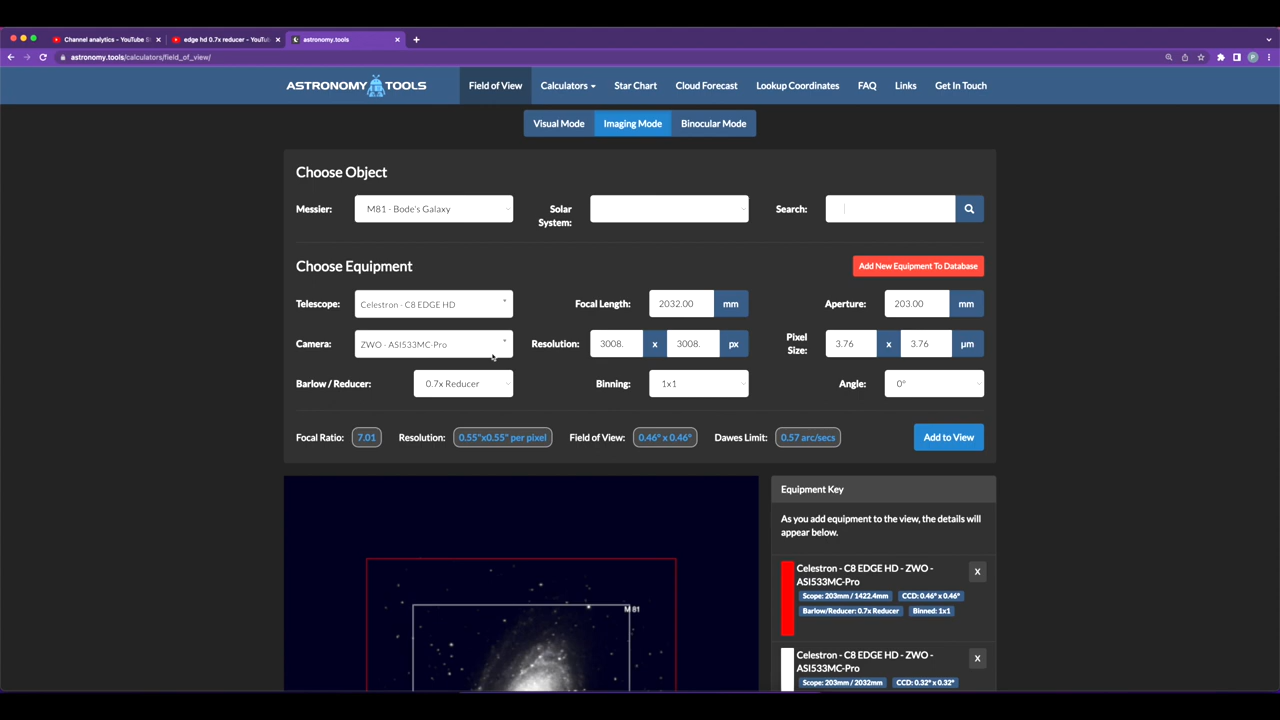 Channel analytics - YouTube
edge hd 0.7x reducer - YouTu
astronomy.tools
astronomy.tools/calculators/field_of_view/
P
ASTRONOMY TOOLS
Field of View
Calculators
Star Chart
Cloud Forecast
Lookup Coordinates
FAQ
Links
Get In Touch
Visual Mode
Imaging Mode
Binocular Mode
Choose Object
Messier:
M81 - Bode's Galaxy
Solar
System:
Search:
Choose Equipment
Add New Equipment To Database
Telescope:
Celestron - C8 EDGE HD
Focal Length:
2032.00
mm
Aperture:
203.00
mm
Camera:
ZWO - ASI533MC-Pro
Resolution:
3008.
x
3008.
px
Pixel
Size:
3.76
x
3.76
µm
Barlow / Reducer:
0.7x Reducer
Binning:
1x1
Angle:
0°
Focal Ratio:
7.01
Resolution:
0.55"x0.55" per pixel
Field of View:
0.46° x 0.46°
Dawes Limit:
0.57 arc/secs
Add to View
M 81
Equipment Key
As you add equipment to the view, the details will
appear below.
Celestron - C8 EDGE HD - ZWO -
ASI533MC-Pro
X
Scope: 203mm / 1422.4mm
CCD: 0.46° x 0.46°
Barlow/Reducer: 0.7x Reducer
Binned: 1x1
Celestron - C8 EDGE HD - ZWO -
ASI533MC-Pro
X
Scope: 203mm / 2032mm
CCD: 0.32° x 0.32°